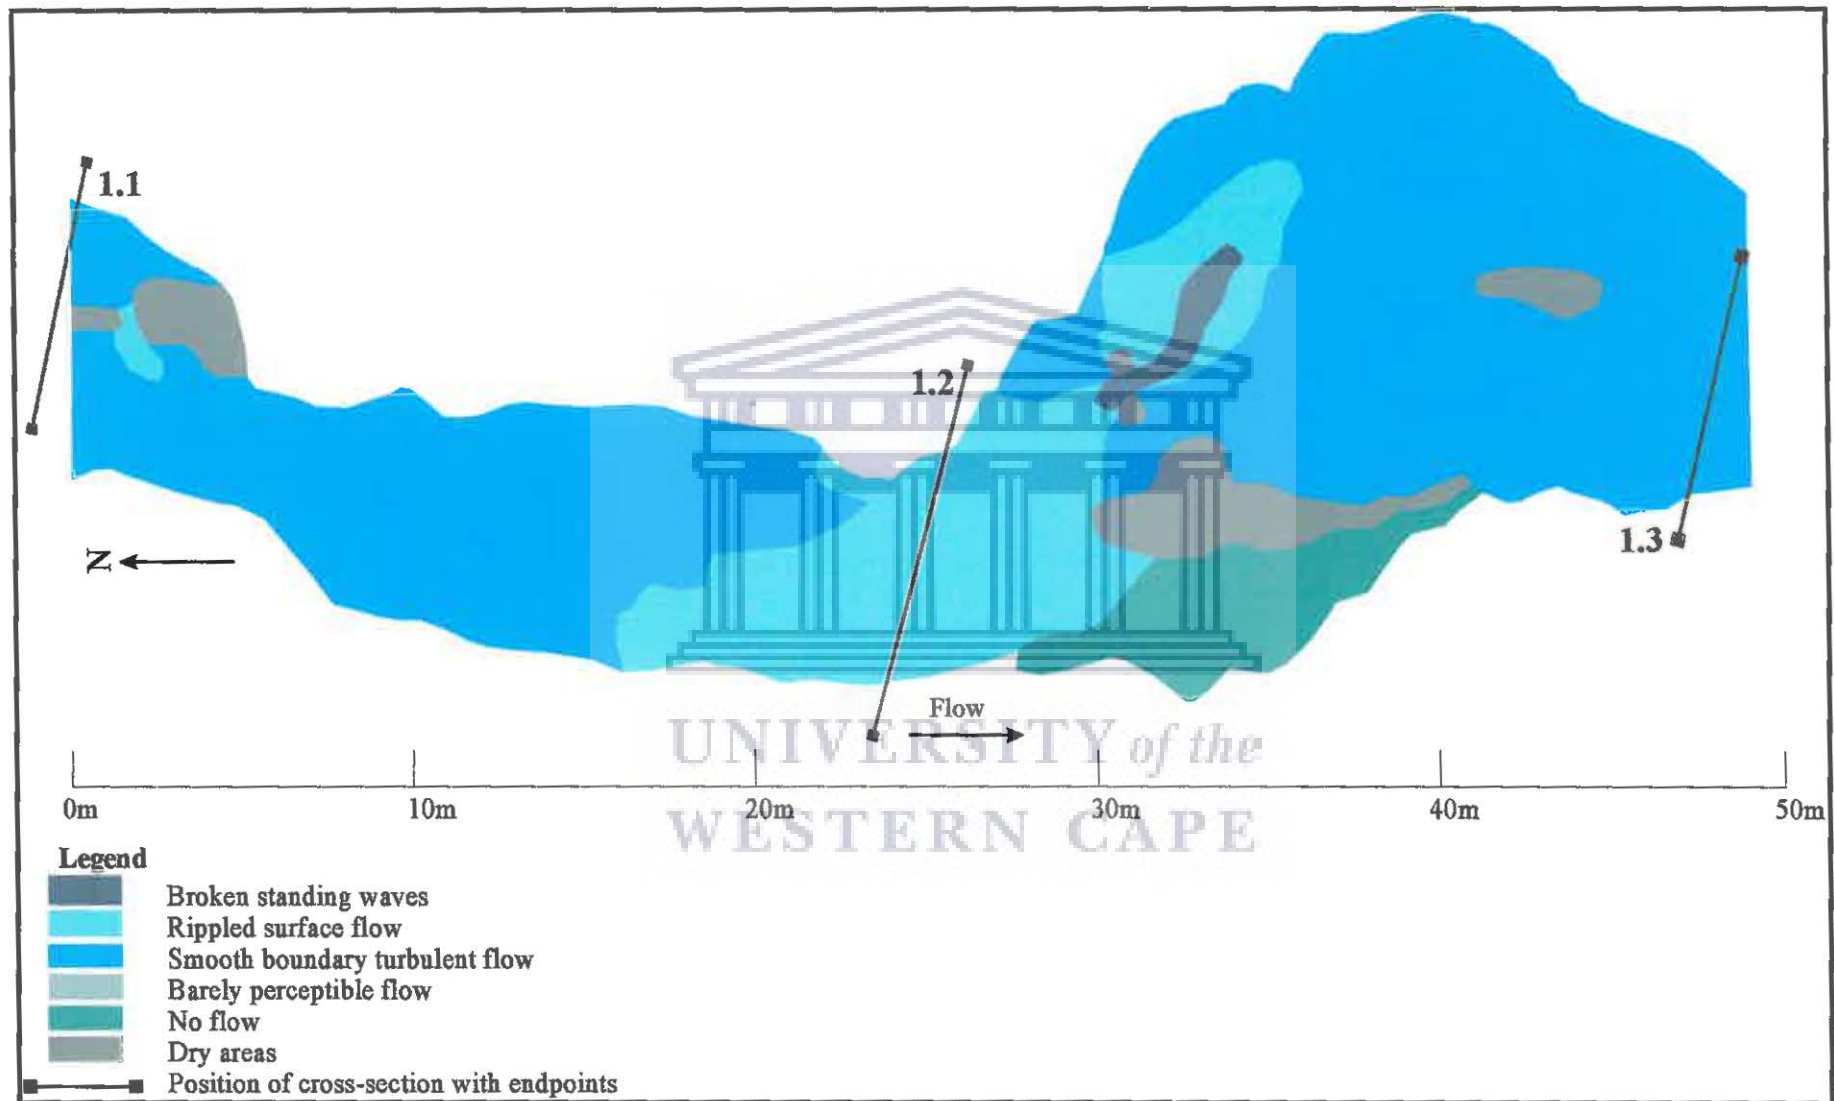 1.1
1.2
1.3
N
Flow
UNIVERSITY of the
WESTERN CAPE
0m 10m 20m 30m 40m 50m
Legend
Broken standing waves
Rippled surface flow
Smooth boundary turbulent flow
Barely perceptible flow
No flow
Dry areas
Position of cross-section with endpoints